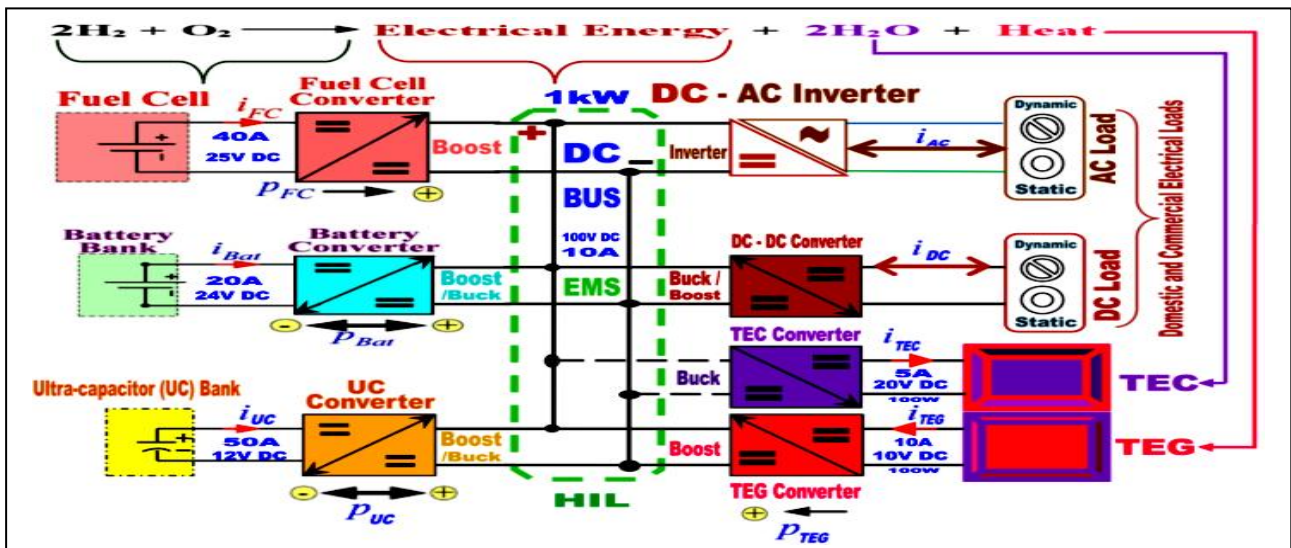 2H₂ + O₂ → Electrical Energy + 2H₂O + Heat
Fuel Cell
i_FC
40A
25V DC
p_FC
Fuel Cell
Converter
Boost
+
1kW
+
DC
-
BUS
100V DC
10A
EMS
HIL
DC - AC Inverter
Inverter
i_AC
Dynamic
Static
AC Load
Domestic and Commercial Electrical Loads
Battery
Bank
i_Bat
20A
24V DC
Battery
Converter
Boost
/Buck
-
p_Bat
+
DC - DC Converter
Buck /
Boost
i_DC
Dynamic
Static
DC Load
TEC Converter
Buck
i_TEC
5A
20V DC
100W
TEC
Ultra-capacitor (UC) Bank
i_UC
50A
12V DC
UC
Converter
Boost
/Buck
-
p_UC
+
Boost
i_TEG
10A
10V DC
100W
TEG
TEG Converter
+
p_TEG